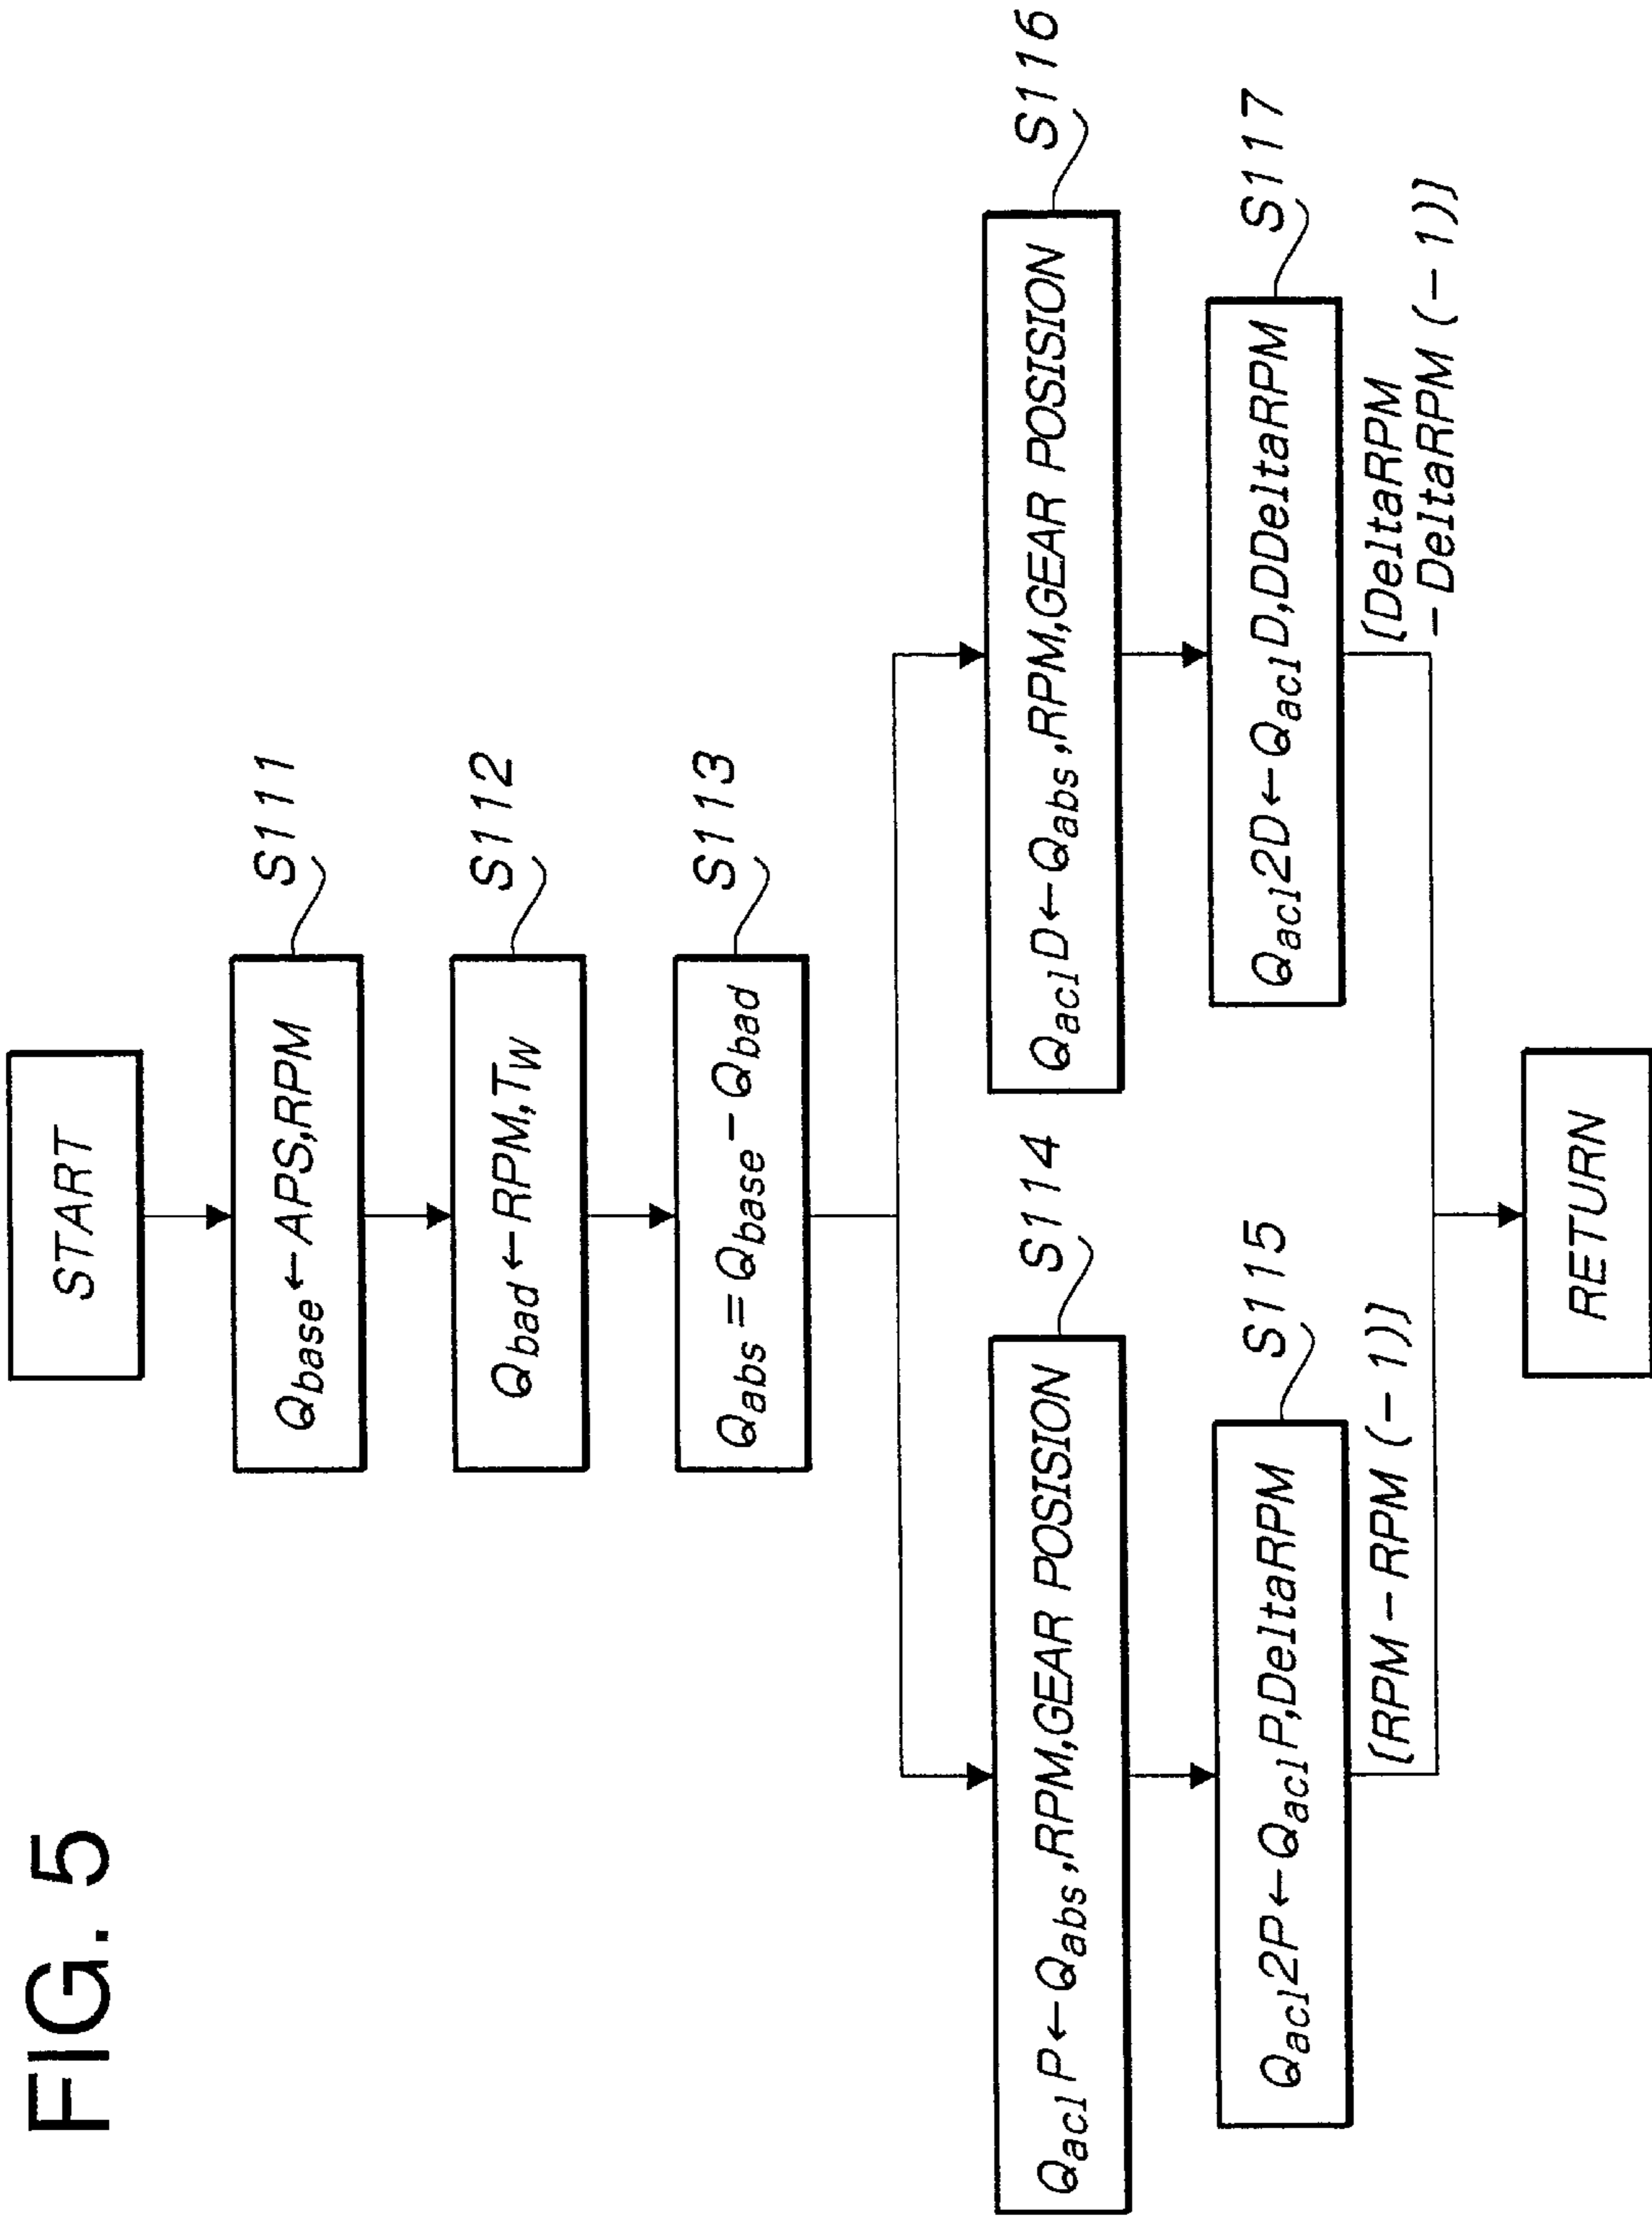 FIG. 5
START
Qbase←APS,RPM
S111
Qbad←RPM,TW
S112
Qabs=Qbase-Qbad
S113
QaclP←Qabs,RPM,GEAR POSISION
S114
Qacl2P←QaclP,DeltaRPM
S115
[RPM-RPM(-1)]
QaclD←Qabs,RPM,GEAR POSISION
S116
Qacl2D←QaclD,DDeltaRPM
S117
[DeltaRPM
-DeltaRPM(-1)]
RETURN